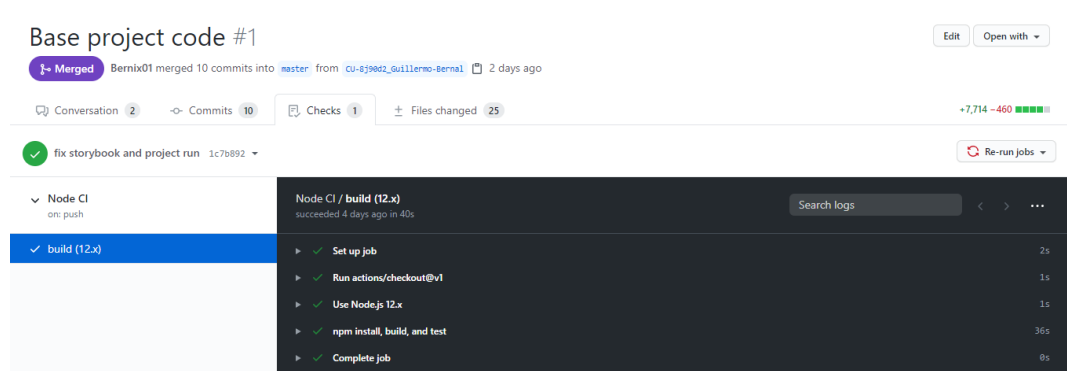 Base project code #1
Edit
Open with
Merged Bernix01 merged 10 commits into master from CU-8j90d2_Guillermo-Bernal 2 days ago
Conversation 2
Commits 10
Checks 1
Files changed 25
+7,714 −460
fix storybook and project run 1c7b892
Re-run jobs
Node CI
on: push
build (12.x)
Node CI / build (12.x)
succeeded 4 days ago in 40s
Search logs
Set up job 2s
Run actions/checkout@v1 1s
Use Node.js 12.x 1s
npm install, build, and test 36s
Complete job 0s